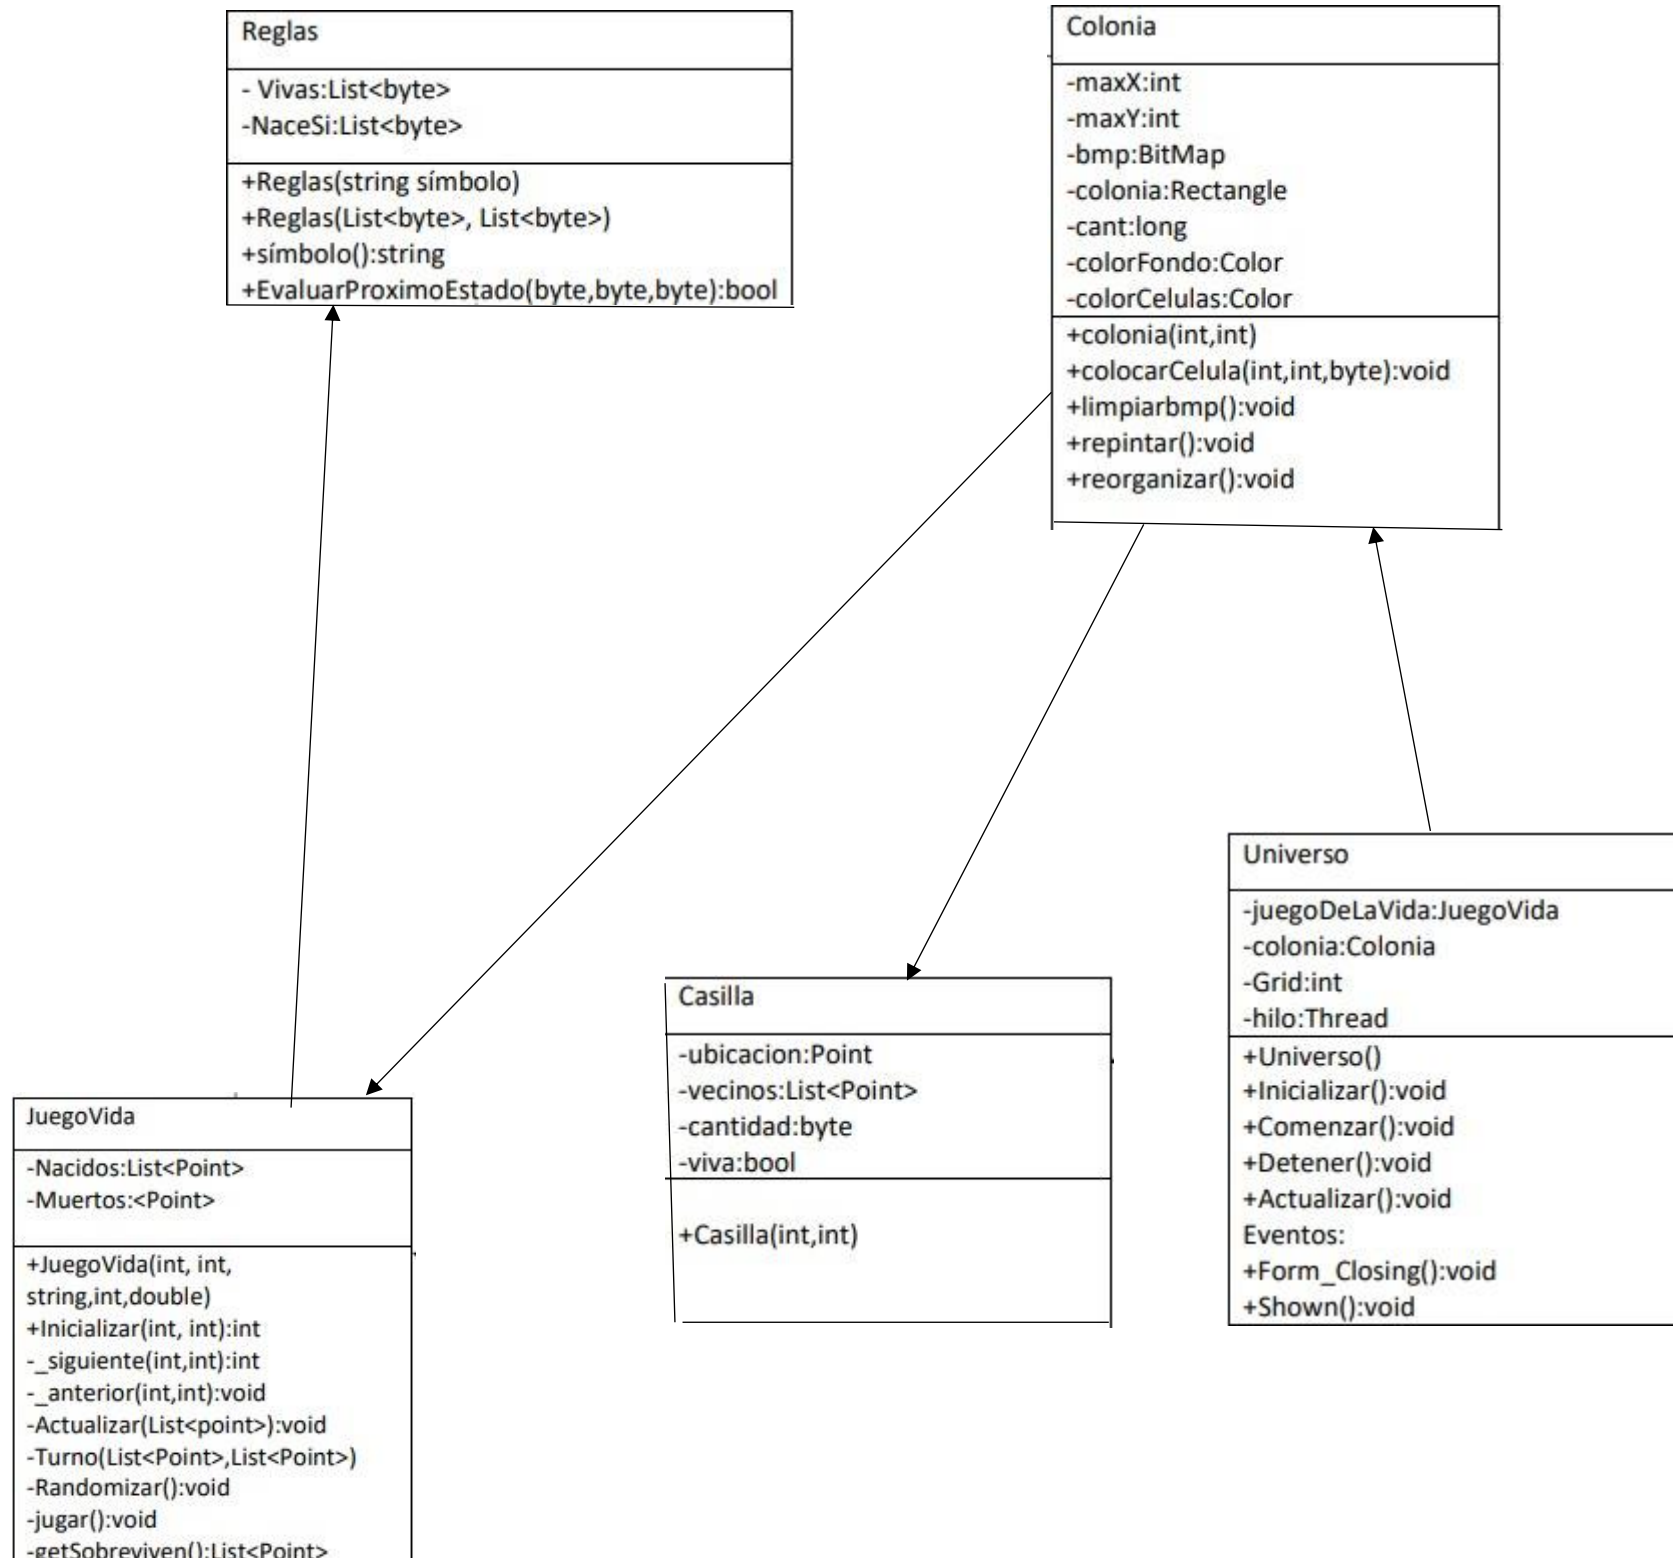 Reglas
- Vivas:List<byte>
-NaceSi:List<byte>
+Reglas(string símbolo)
+Reglas(List<byte>, List<byte>)
+símbolo():string
+EvaluarProximoEstado(byte,byte,byte):bool
Colonia
-maxX:int
-maxY:int
-bmp:BitMap
-colonia:Rectangle
-cant:long
-colorFondo:Color
-colorCelulas:Color
+colonia(int,int)
+colocarCelula(int,int,byte):void
+limpiarbmp():void
+repintar():void
+reorganizar():void
JuegoVida
-Nacidos:List<Point>
-Muertos:<Point>
+JuegoVida(int, int,
string,int,double)
+Inicializar(int, int):int
-_siguiente(int,int):int
-_anterior(int,int):void
-Actualizar(List<point>):void
-Turno(List<Point>,List<Point>)
-Randomizar():void
-jugar():void
-getSobreviven():List<Point>
Casilla
-ubicacion:Point
-vecinos:List<Point>
-cantidad:byte
-viva:bool
+Casilla(int,int)
Universo
-juegoDeLaVida:JuegoVida
-colonia:Colonia
-Grid:int
-hilo:Thread
+Universo()
+Inicializar():void
+Comenzar():void
+Detener():void
+Actualizar():void
Eventos:
+Form_Closing():void
+Shown():void